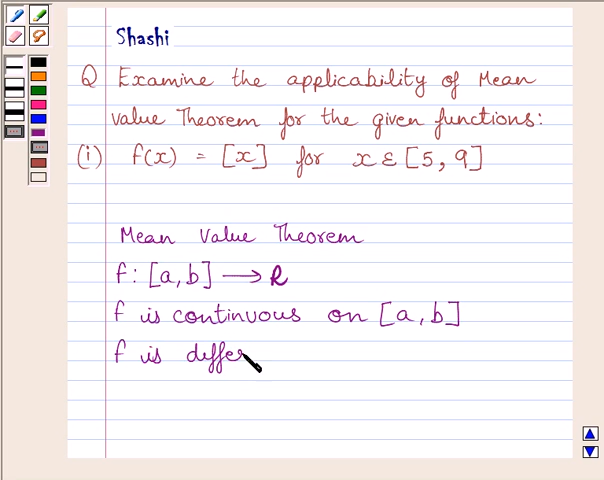 Shashi
Q Examine the applicability of Mean
value Theorem for the given functions:
(i) f(x) = [x] for x ε [5, 9]
Mean Value Theorem
f: [a, b] ⟶ R
f is continuous on [a, b]
f is differ